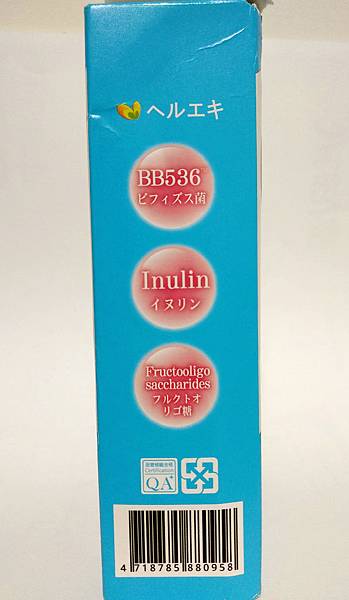 ヘルエキ
BB536
ビフィズス菌
Inulin
イヌリン
Fructooligo
saccharides
フルクトオ
リゴ糖
Certification
QA+
4 718785 880958